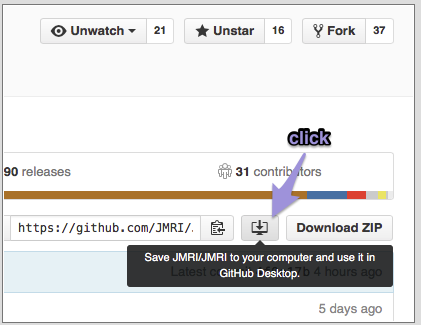 Unwatch 21 Unstar 16 Fork 37
click
90 releases 31 contributors
https://github.com/JMRI/ Download ZIP
Save JMRI/JMRI to your computer and use it in
GitHub Desktop.
Latest 4 hours ago
5 days ago